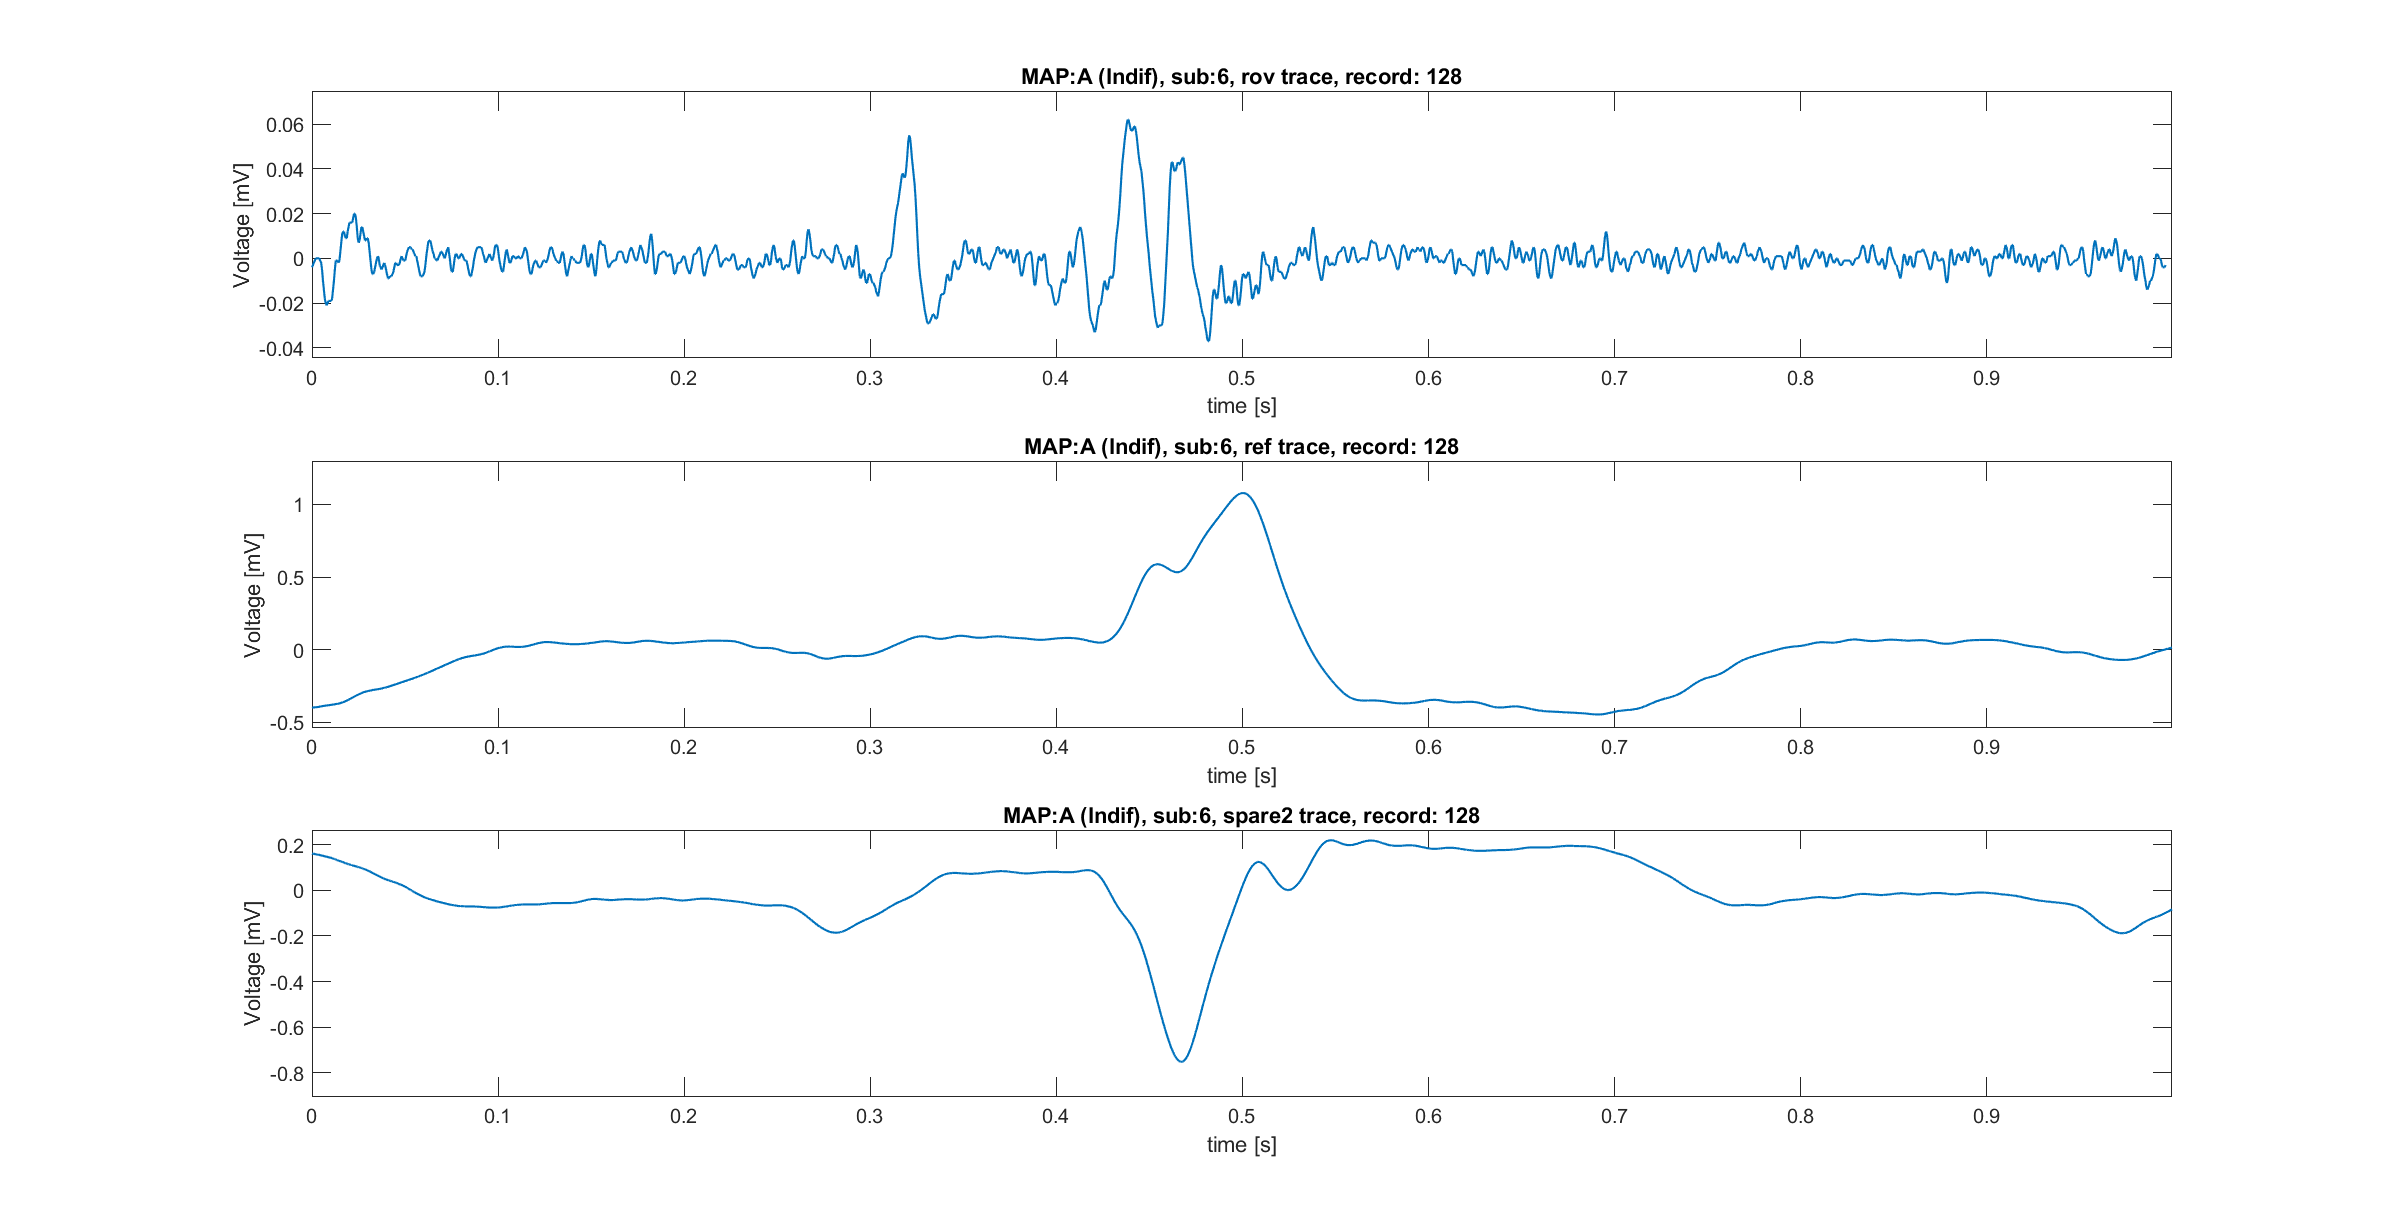 MAP:A (Indif), sub:6, rov trace, record: 128
Voltage [mV]
0.06
0.04
0.02
0
-0.02
-0.04
0 0.1 0.2 0.3 0.4 0.5 0.6 0.7 0.8 0.9
time [s]
MAP:A (Indif), sub:6, ref trace, record: 128
Voltage [mV]
1
0.5
0
-0.5
0 0.1 0.2 0.3 0.4 0.5 0.6 0.7 0.8 0.9
time [s]
MAP:A (Indif), sub:6, spare2 trace, record: 128
Voltage [mV]
0.2
0
-0.2
-0.4
-0.6
-0.8
0 0.1 0.2 0.3 0.4 0.5 0.6 0.7 0.8 0.9
time [s]